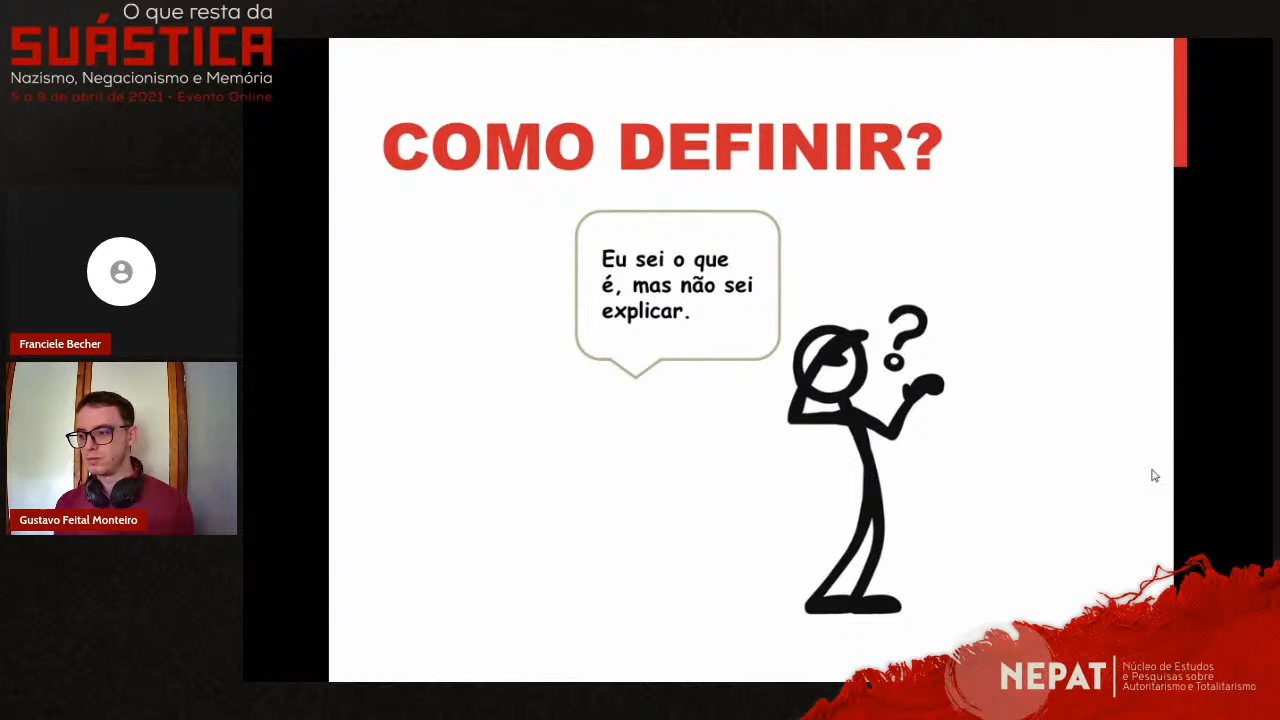 O que resta da
SUÁSTICA
Nazismo, Negacionismo e Memória
5 a 9 de abril de 2021 • Evento Online
COMO DEFINIR?
Eu sei o que
é, mas não sei
explicar.
?
Franciele Becher
Gustavo Feital Monteiro
NEPAT
Núcleo de Estudos
e Pesquisas sobre
Autoritarismo e Totalitarismo